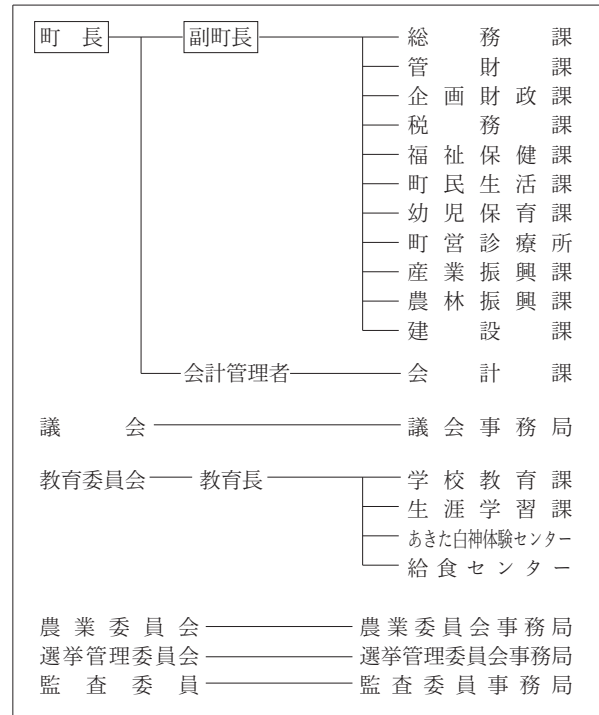 町長 副町長 総務課
管財課
企画財政課
税務課
福祉保健課
町民生活課
幼児保育課
町営診療所
産業振興課
農林振興課
建設課
会計管理者 会計課
議会 議会事務局
教育委員会 教育長 学校教育課
生涯学習課
あきた白神体験センター
給食センター
農業委員会 農業委員会事務局
選挙管理委員会 選挙管理委員会事務局
監査委員 監査委員事務局